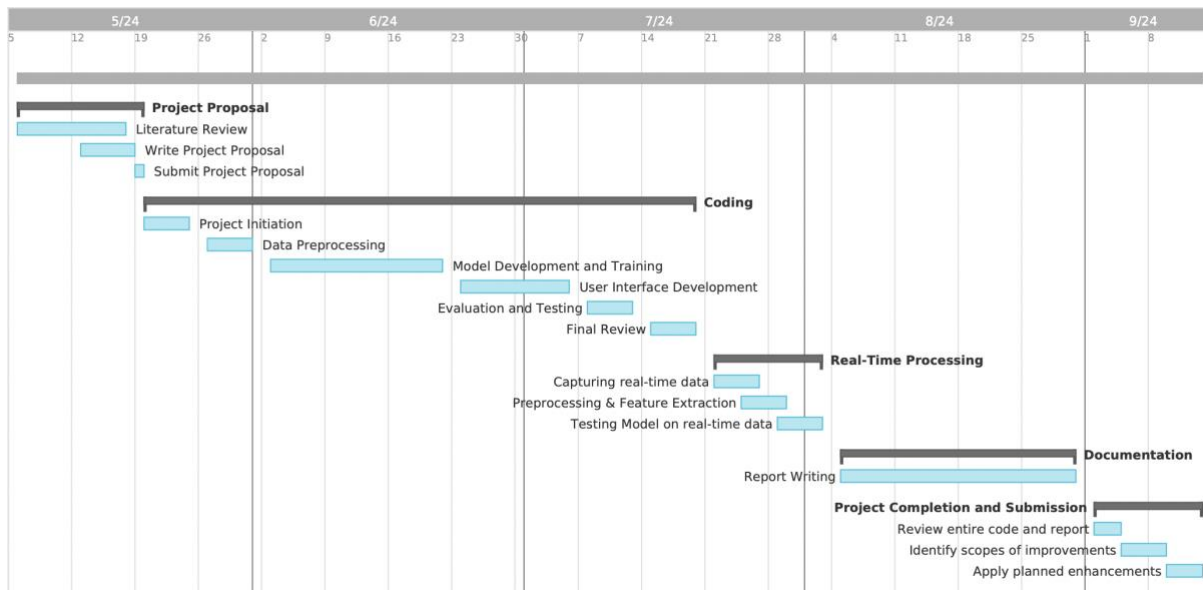 5/24 6/24 7/24 8/24 9/24
5 12 19 26 2 9 16 23 30 7 14 21 28 4 11 18 25 1 8
Project Proposal
Literature Review
Write Project Proposal
Submit Project Proposal
Coding
Project Initiation
Data Preprocessing
Model Development and Training
User Interface Development
Evaluation and Testing
Final Review
Real-Time Processing
Capturing real-time data
Preprocessing & Feature Extraction
Testing Model on real-time data
Documentation
Report Writing
Project Completion and Submission
Review entire code and report
Identify scopes of improvements
Apply planned enhancements